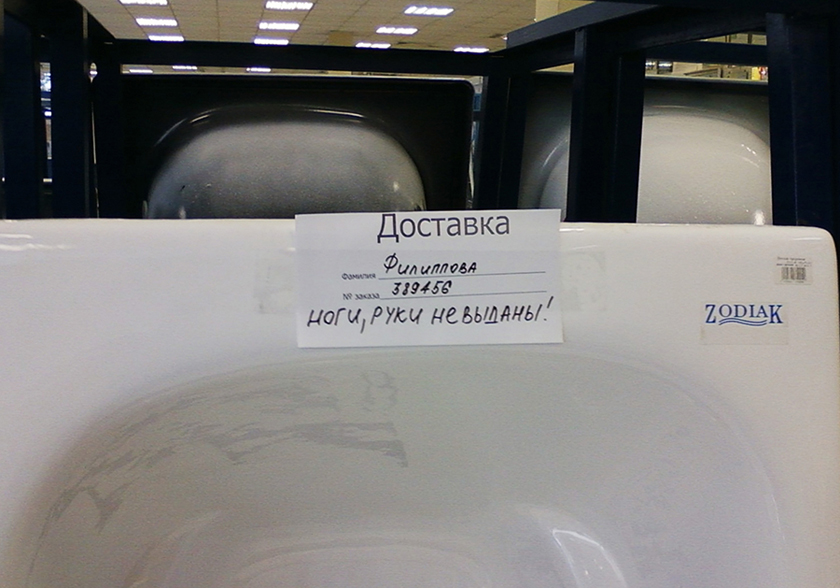 Доставка
Фамилия Филиппова
№ заказа 389456
НОГИ, РУКИ НЕ ВЫДАНЫ!
ZODIAK